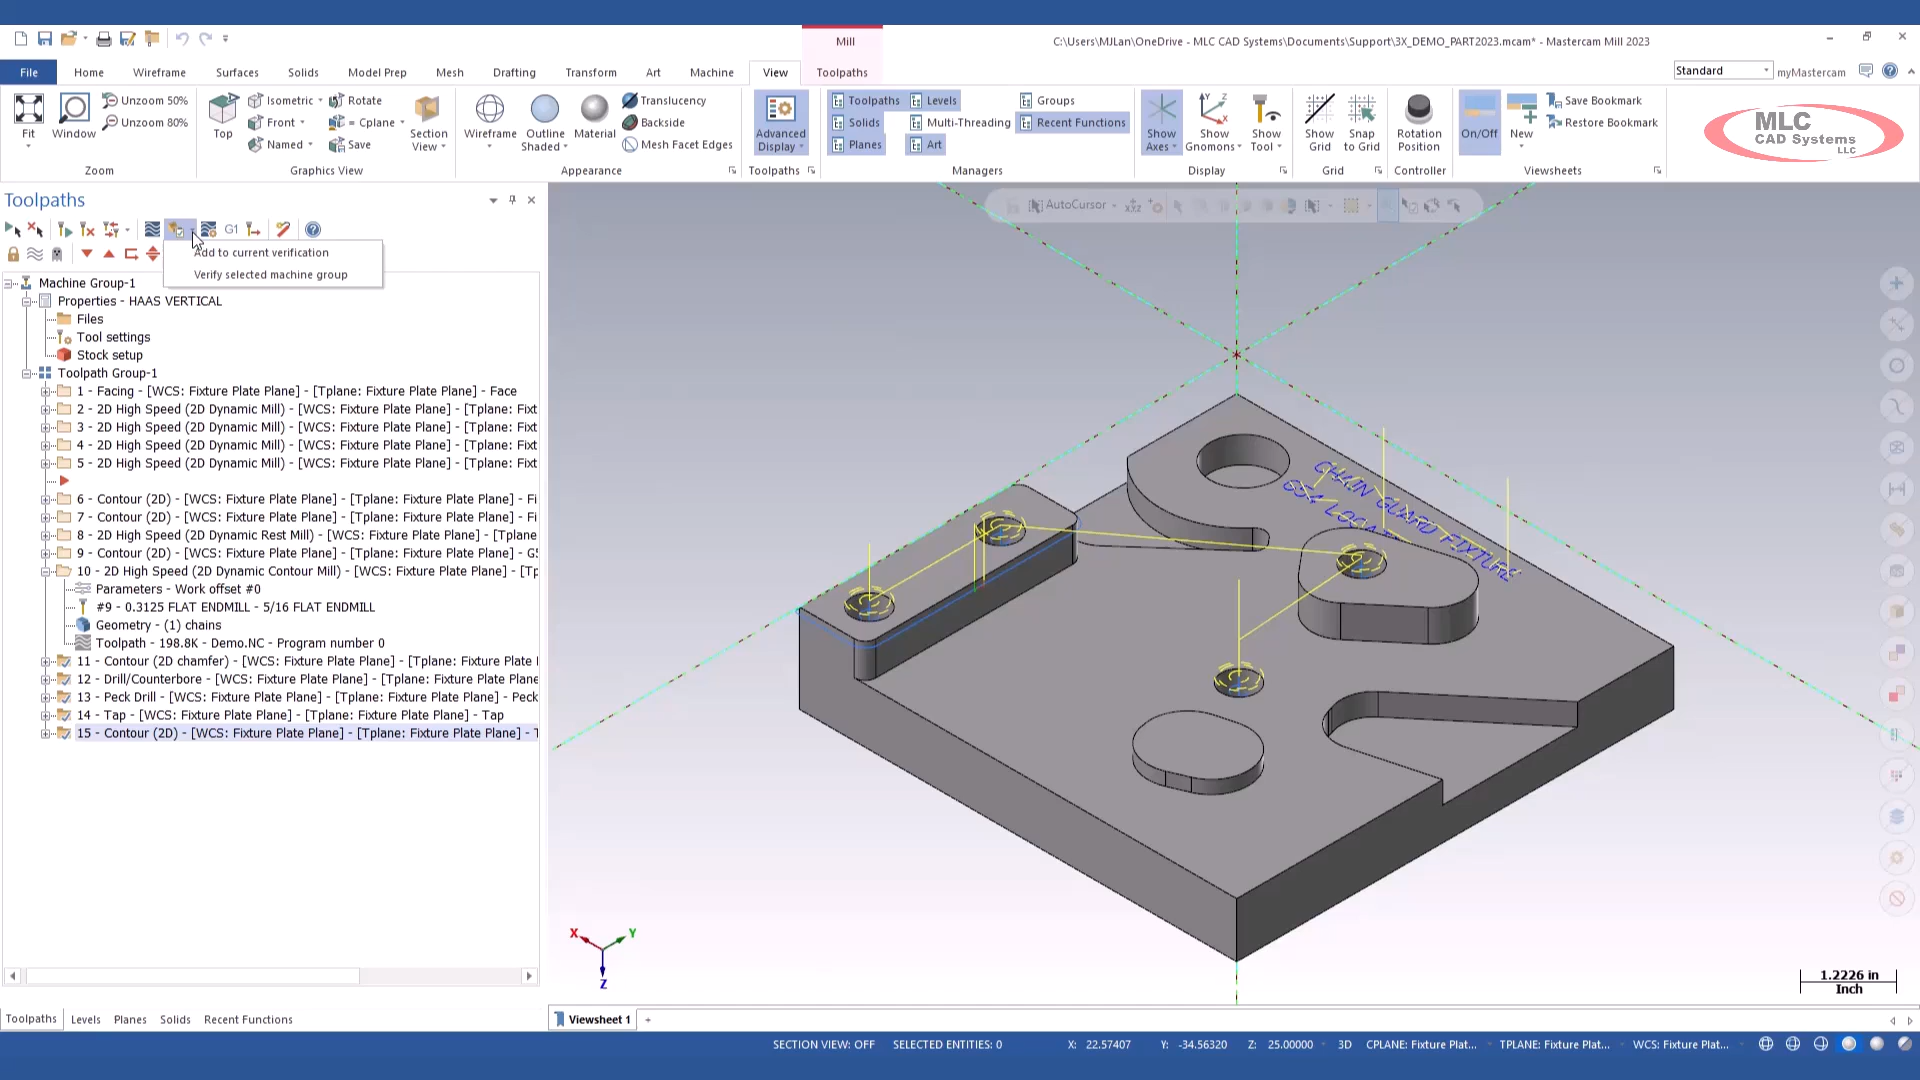 Mill
C:\Users\MJLan\OneDrive - MLC CAD Systems\Documents\Support\3X_DEMO_PART2023.mcam* - Mastercam Mill 2023
File Home Wireframe Surfaces Solids Model Prep Mesh Drafting Transform Art Machine View Toolpaths
Standard myMastercam
Fit
Window
Unzoom 50%
Unzoom 80%
Zoom
Top
Isometric
Front
Named
Rotate
= Cplane
Save
Section View
Graphics View
Wireframe
Outline Shaded
Material
Translucency
Backside
Mesh Facet Edges
Appearance
Advanced Display
Toolpaths
Toolpaths
Solids
Planes
Levels
Multi-Threading
Art
Groups
Recent Functions
Managers
Show Axes
Show Gnomons
Show Tool
Display
Show Grid
Snap to Grid
Grid
Rotation Position
Controller
On/Off
New
Save Bookmark
Restore Bookmark
Viewsheets
MLC
CAD Systems
LLC
Toolpaths
G1
Add to current verification
Verify selected machine group
Machine Group-1
Properties - HAAS VERTICAL
Files
Tool settings
Stock setup
Toolpath Group-1
1 - Facing - [WCS: Fixture Plate Plane] - [Tplane: Fixture Plate Plane] - Face
2 - 2D High Speed (2D Dynamic Mill) - [WCS: Fixture Plate Plane] - [Tplane: Fixt
3 - 2D High Speed (2D Dynamic Mill) - [WCS: Fixture Plate Plane] - [Tplane: Fixt
4 - 2D High Speed (2D Dynamic Mill) - [WCS: Fixture Plate Plane] - [Tplane: Fixt
5 - 2D High Speed (2D Dynamic Mill) - [WCS: Fixture Plate Plane] - [Tplane: Fixt
6 - Contour (2D) - [WCS: Fixture Plate Plane] - [Tplane: Fixture Plate Plane] - Fi
7 - Contour (2D) - [WCS: Fixture Plate Plane] - [Tplane: Fixture Plate Plane] - Fi
8 - 2D High Speed (2D Dynamic Rest Mill) - [WCS: Fixture Plate Plane] - [Tplane
9 - Contour (2D) - [WCS: Fixture Plate Plane] - [Tplane: Fixture Plate Plane] - G5
10 - 2D High Speed (2D Dynamic Contour Mill) - [WCS: Fixture Plate Plane] - [Tp
Parameters - Work offset #0
#9 - 0.3125 FLAT ENDMILL - 5/16 FLAT ENDMILL
Geometry - (1) chains
Toolpath - 198.8K - Demo.NC - Program number 0
11 - Contour (2D chamfer) - [WCS: Fixture Plate Plane] - [Tplane: Fixture Plate
12 - Drill/Counterbore - [WCS: Fixture Plate Plane] - [Tplane: Fixture Plate Plane
13 - Peck Drill - [WCS: Fixture Plate Plane] - [Tplane: Fixture Plate Plane] - Peck
14 - Tap - [WCS: Fixture Plate Plane] - [Tplane: Fixture Plate Plane] - Tap
15 - Contour (2D) - [WCS: Fixture Plate Plane] - [Tplane: Fixture Plate Plane] - T
AutoCursor
CHAIN GUARD FIXTURE
X Y Z
1.2226 in
Inch
Toolpaths Levels Planes Solids Recent Functions
Viewsheet 1 +
SECTION VIEW: OFF SELECTED ENTITIES: 0 X: 22.57407 Y: -34.56320 Z: 25.00000 3D CPLANE: Fixture Plat... TPLANE: Fixture Plat... WCS: Fixture Plat...